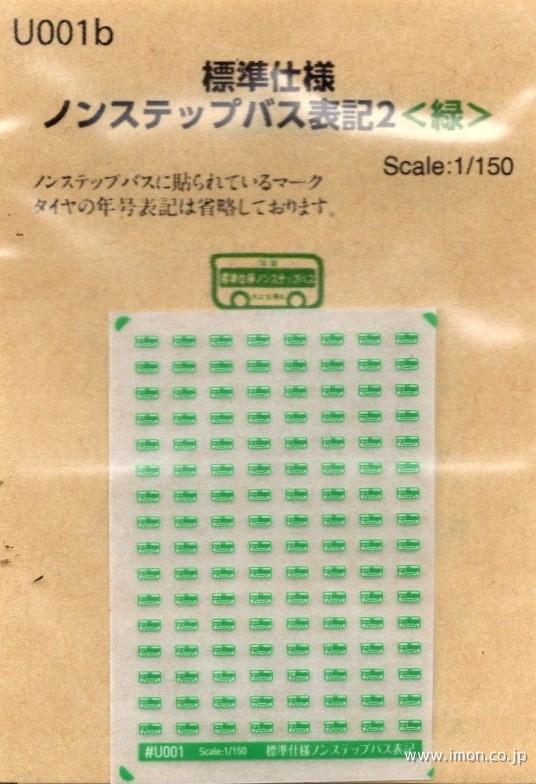 U001b
標準仕様
ノンステップバス表記2<緑>
Scale:1/150
ノンステップバスに貼られているマーク
タイヤの年号表記は省略しております。
標準仕様ノンステップバス
#U001 Scale:1/150 標準仕様ノンステップバス表記
www.imon.co.jp